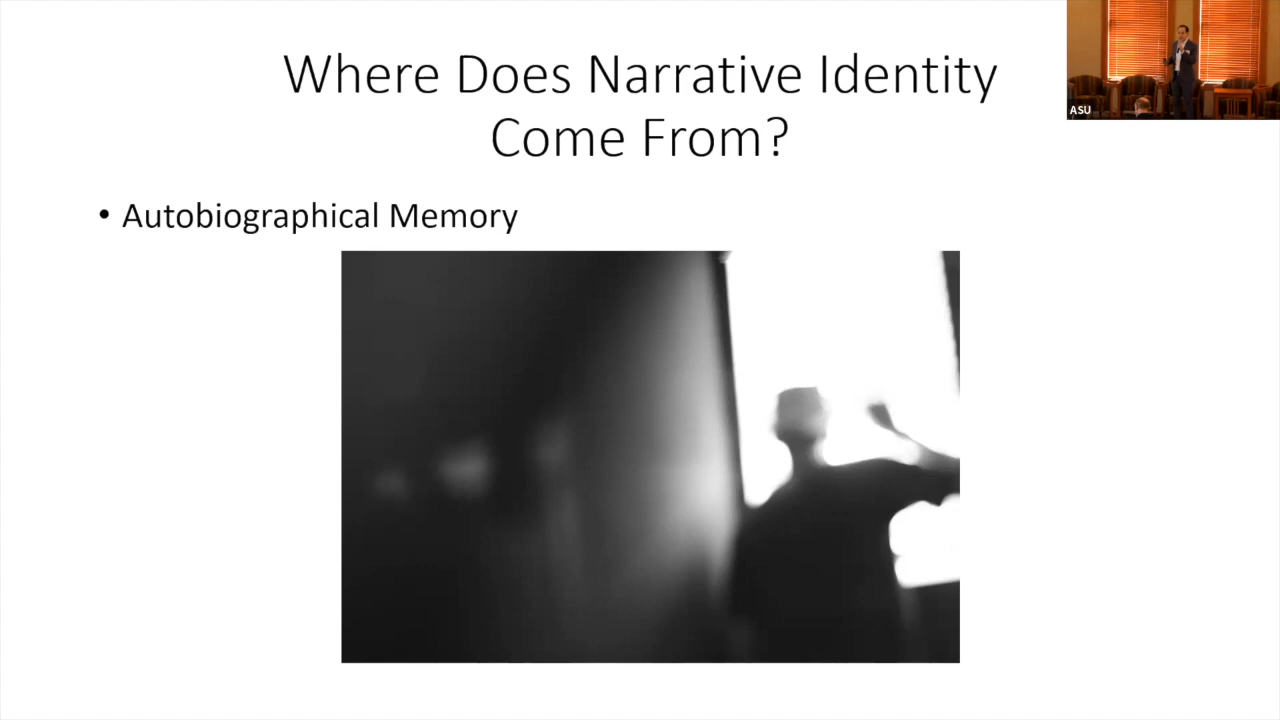 Where Does Narrative Identity
Come From?
• Autobiographical Memory
ASU